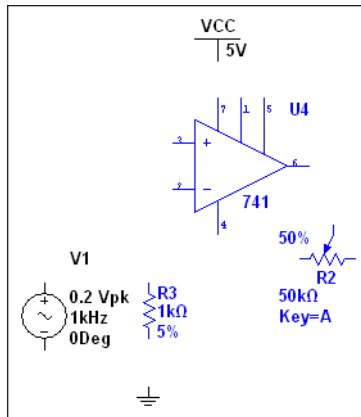 VCC
5V
7 1 5
U4
3
+
6
2
-
741
4
50%
V1
R2
0.2 Vpk
R3
50kΩ
1kHz
1kΩ
Key=A
0Deg
5%